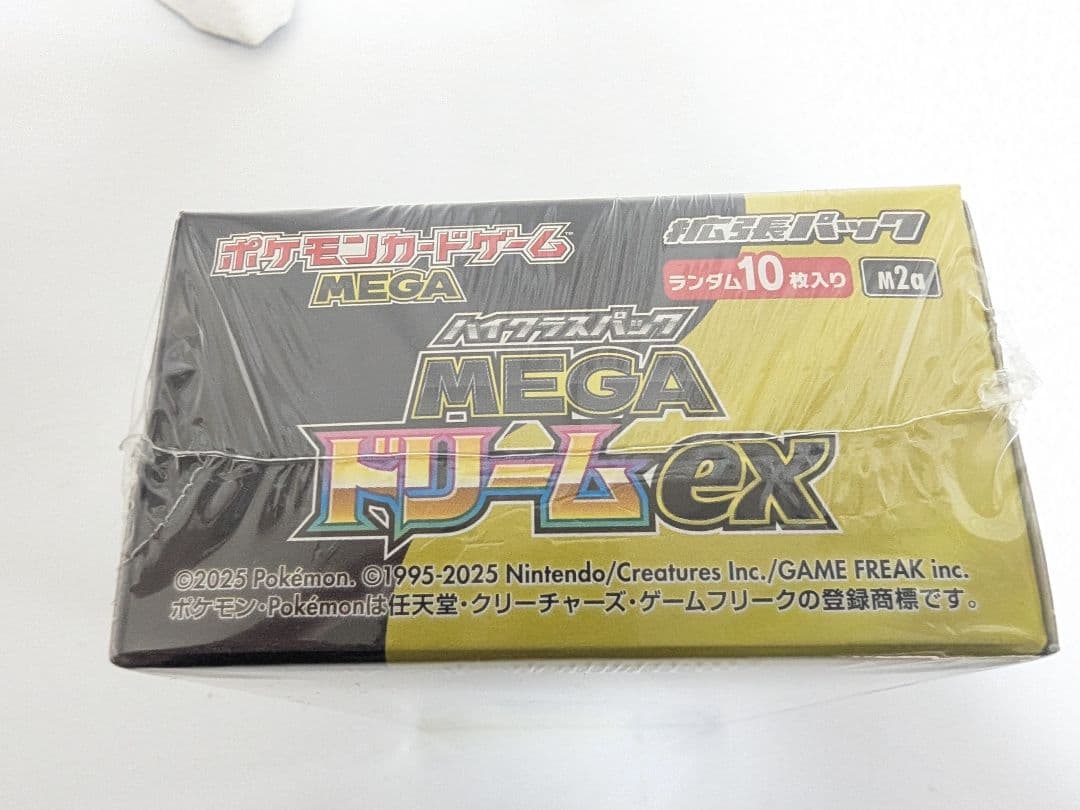 ポケモンカードゲーム™
MEGA
拡張パック
ランダム10枚入り
M2a
ハイクラスパック
MEGA
ドリームex
©2025 Pokémon. ©1995-2025 Nintendo/Creatures Inc./GAME FREAK inc.
ポケモン・Pokémonは任天堂・クリーチャーズ・ゲームフリークの登録商標です。